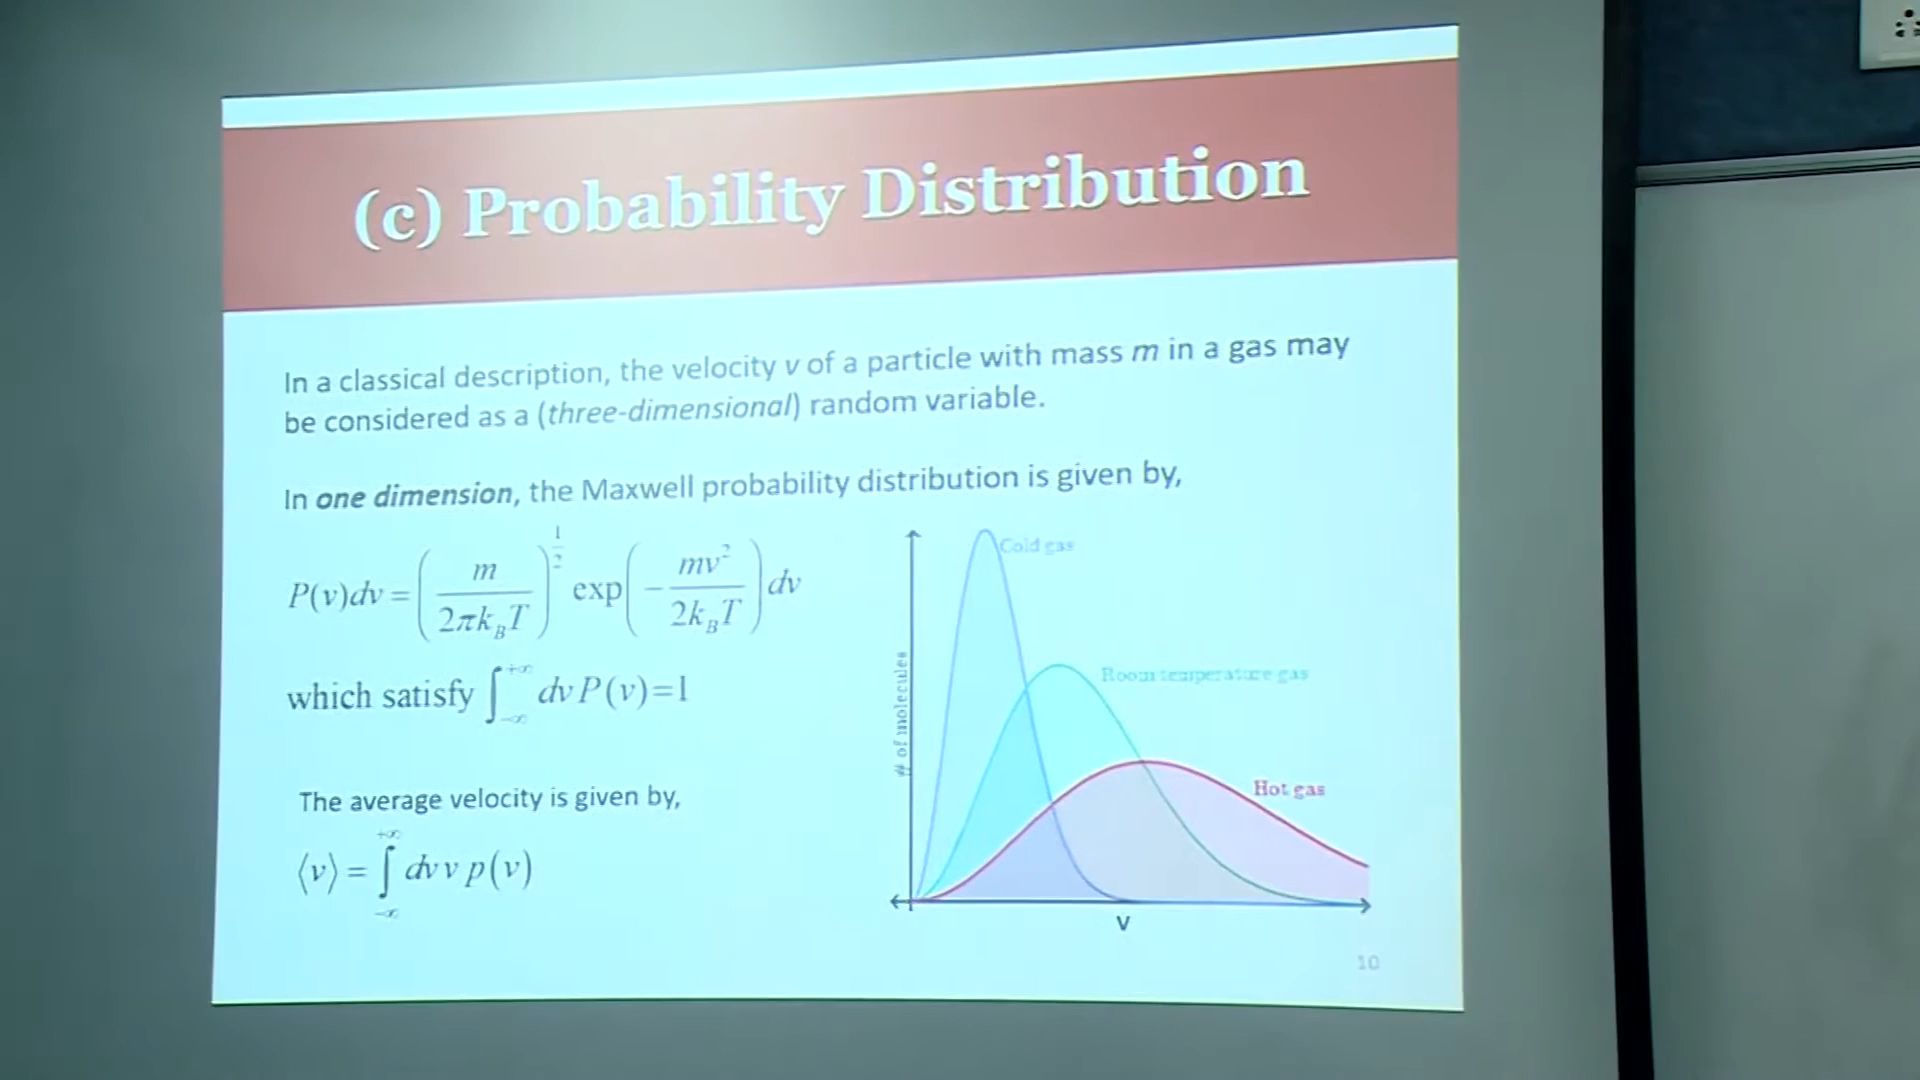 (c) Probability Distribution
In a classical description, the velocity v of a particle with mass m in a gas may
be considered as a (three-dimensional) random variable.
In one dimension, the Maxwell probability distribution is given by,
P(v)dv = (m / 2πk_BT)^(1/2) exp(− mv² / 2k_BT) dv
which satisfy ∫_{−∞}^{+∞} dv P(v)=1
The average velocity is given by,
⟨v⟩ = ∫_{−∞}^{+∞} dv v p(v)
# of molecules
Cold gas
Room temperature gas
Hot gas
v
10